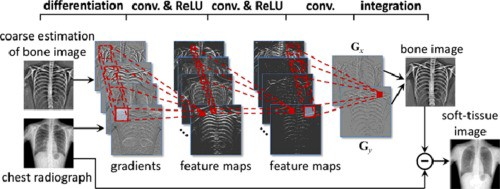 differentiation conv. & ReLU conv. & ReLU conv. integration
coarse estimation
of bone image
Gx
bone image
soft-tissue
image
Gy
chest radiograph
gradients feature maps feature maps